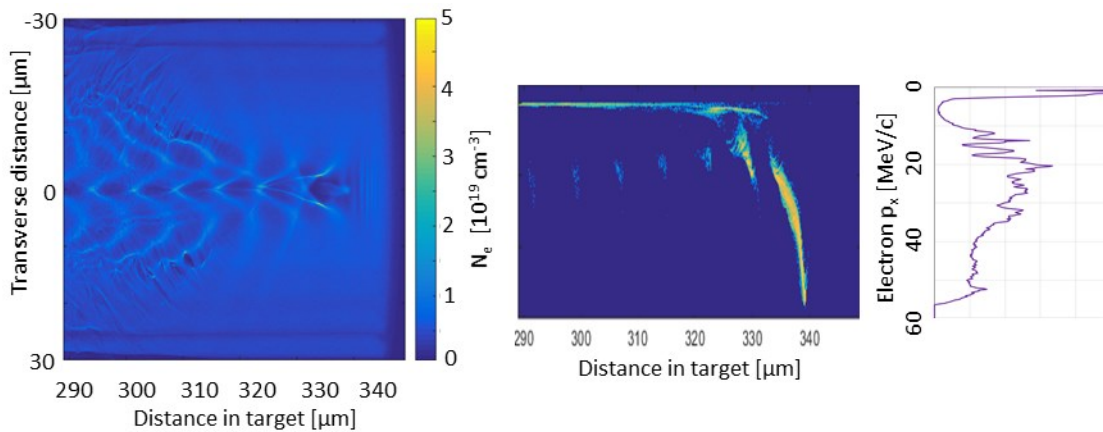 -30
0
30
Transverse distance [µm]
290 300 310 320 330 340
Distance in target [µm]
5
4
3
2
1
0
N_e [10^19 cm^-3]
290 300 310 320 330 340
Distance in target [µm]
0
20
40
60
Electron p_x [MeV/c]